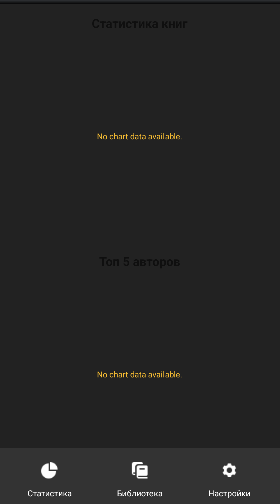 Статистика книг
No chart data available.
Топ 5 авторов
No chart data available.
Статистика
Библиотека
Настройки